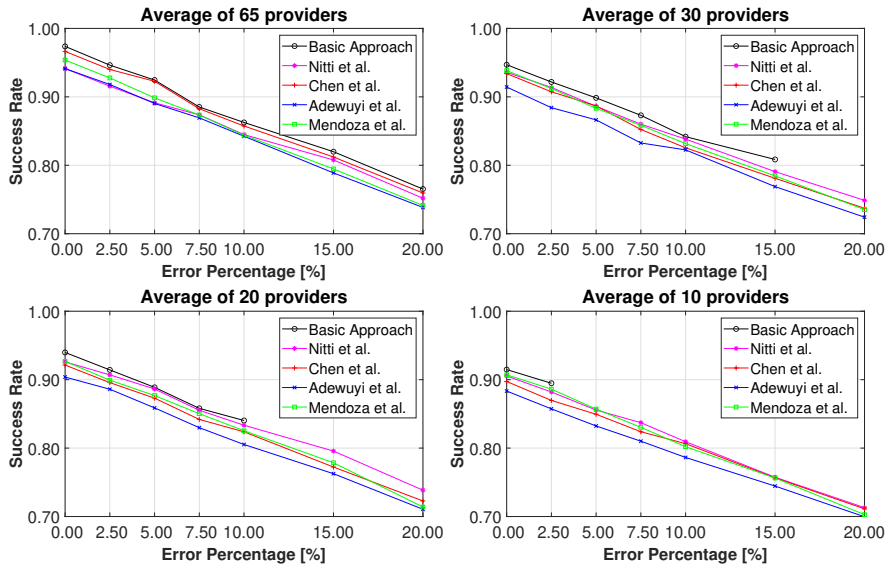 Average of 65 providers
Success Rate
1.00
0.90
0.80
0.70
0.00 2.50 5.00 7.50 10.00 15.00 20.00
Error Percentage [%]
Basic Approach
Nitti et al.
Chen et al.
Adewuyi et al.
Mendoza et al.
Average of 30 providers
Success Rate
1.00
0.90
0.80
0.70
0.00 2.50 5.00 7.50 10.00 15.00 20.00
Error Percentage [%]
Basic Approach
Nitti et al.
Chen et al.
Adewuyi et al.
Mendoza et al.
Average of 20 providers
Success Rate
1.00
0.90
0.80
0.70
0.00 2.50 5.00 7.50 10.00 15.00 20.00
Error Percentage [%]
Basic Approach
Nitti et al.
Chen et al.
Adewuyi et al.
Mendoza et al.
Average of 10 providers
Success Rate
1.00
0.90
0.80
0.70
0.00 2.50 5.00 7.50 10.00 15.00 20.00
Error Percentage [%]
Basic Approach
Nitti et al.
Chen et al.
Adewuyi et al.
Mendoza et al.